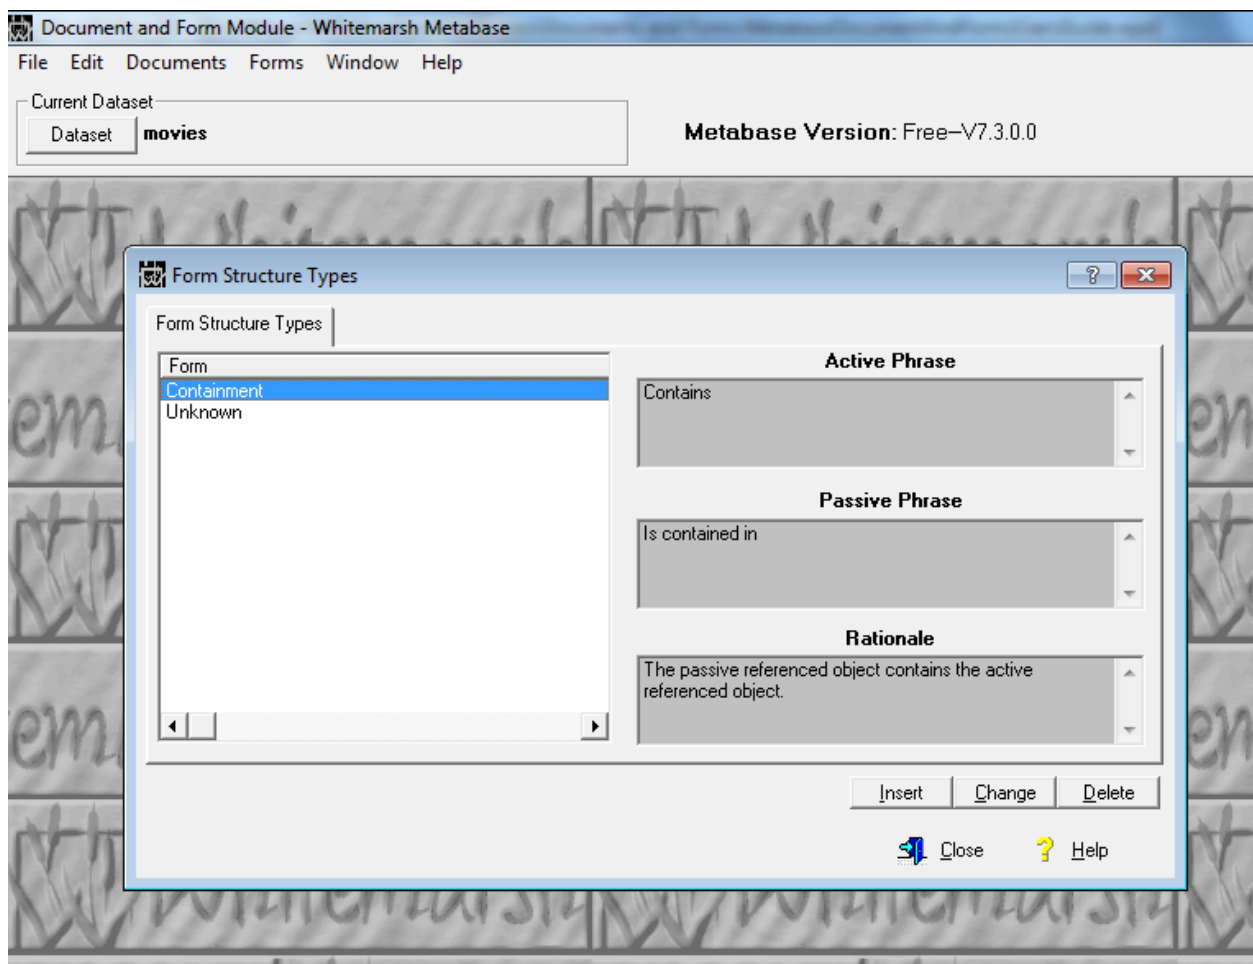 Document and Form Module - Whitemarsh Metabase
File Edit Documents Forms Window Help
Current Dataset
Dataset movies
Metabase Version: Free–V7.3.0.0
Form Structure Types
Form Structure Types
Form
Containment
Unknown
Active Phrase
Contains
Passive Phrase
Is contained in
Rationale
The passive referenced object contains the active
referenced object.
Insert Change Delete
Close Help